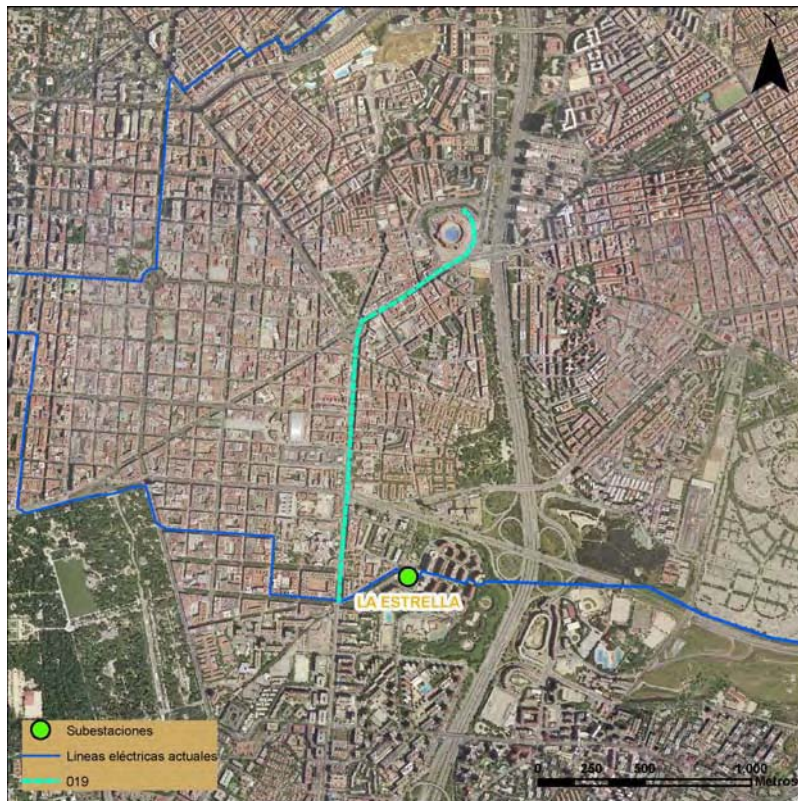 N
LA ESTRELLA
Subestaciones
Líneas eléctricas actuales
019
0 250 500 1.000
Metros